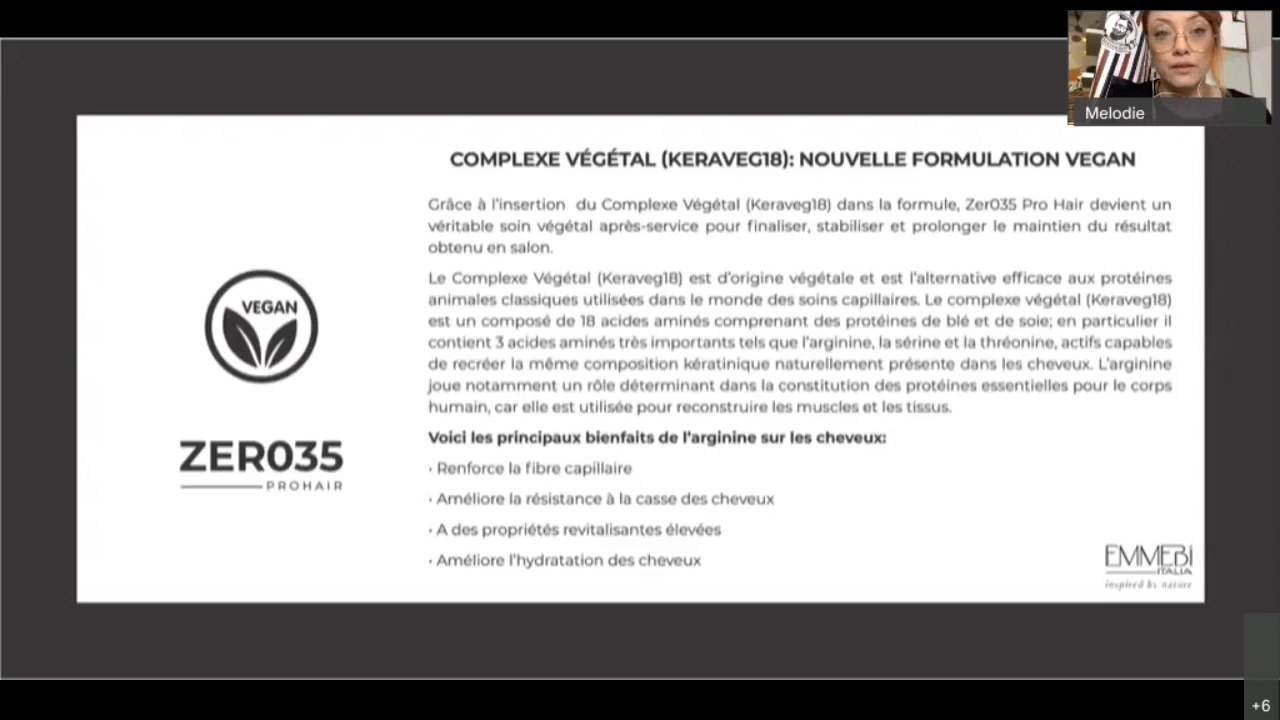 Melodie
COMPLEXE VÉGÉTAL (KERAVEG18): NOUVELLE FORMULATION VEGAN
Grâce à l'insertion du Complexe Végétal (Keraveg18) dans la formule, Zer035 Pro Hair devient un
véritable soin végétal après-service pour finaliser, stabiliser et prolonger le maintien du résultat
obtenu en salon.
Le Complexe Végétal (Keraveg18) est d'origine végétale et est l'alternative efficace aux protéines
animales classiques utilisées dans le monde des soins capillaires. Le complexe végétal (Keraveg18)
est un composé de 18 acides aminés comprenant des protéines de blé et de soie; en particulier il
contient 3 acides aminés très importants tels que l'arginine, la sérine et la thréonine, actifs capables
de recréer la même composition kératinique naturellement présente dans les cheveux. L'arginine
joue notamment un rôle déterminant dans la constitution des protéines essentielles pour le corps
humain, car elle est utilisée pour reconstruire les muscles et les tissus.
Voici les principaux bienfaits de l'arginine sur les cheveux:
· Renforce la fibre capillaire
· Améliore la résistance à la casse des cheveux
· A des propriétés revitalisantes élevées
· Améliore l'hydratation des cheveux
VEGAN
ZER035
PROHAIR
EMMEBI
ITALIA
inspired by nature
+6